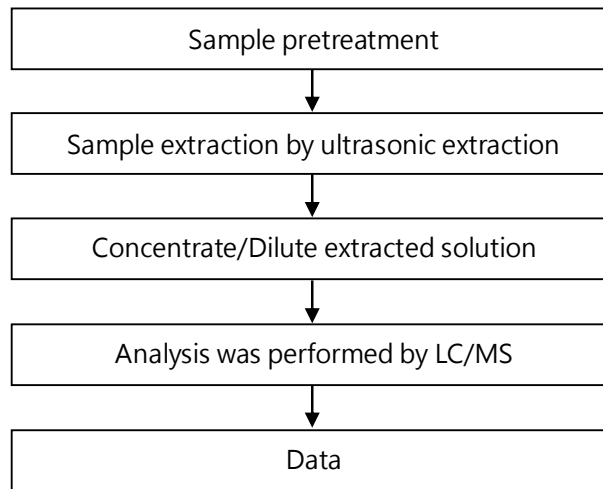 Sample pretreatment
Sample extraction by ultrasonic extraction
Concentrate/Dilute extracted solution
Analysis was performed by LC/MS
Data